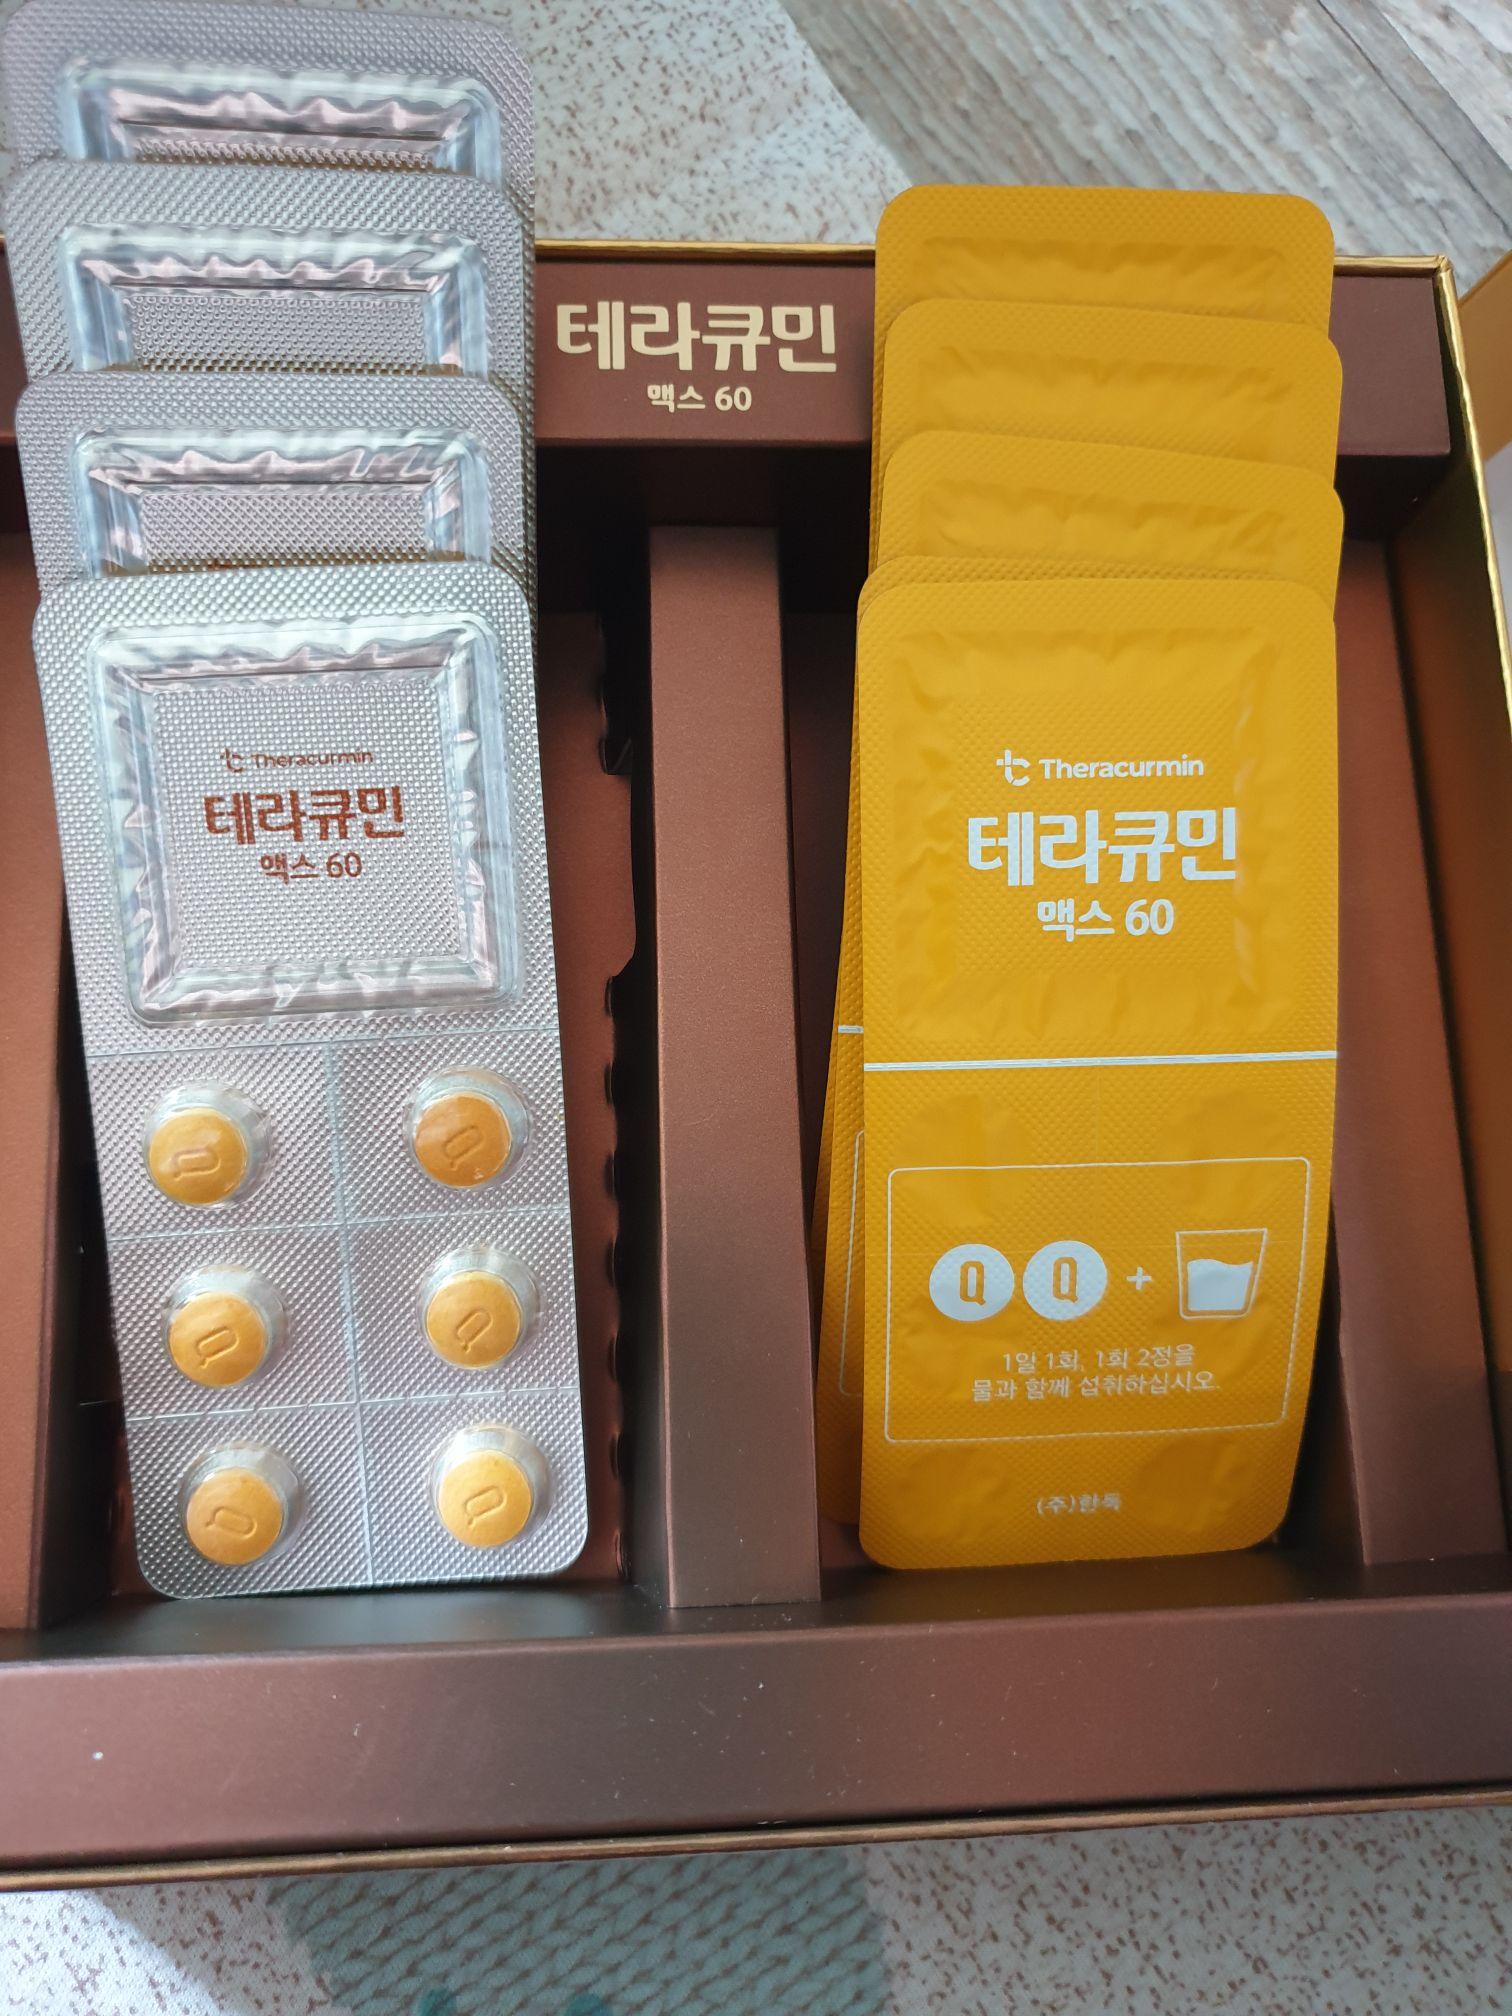 테라큐민
맥스 60
Theracurmin
테라큐민
맥스 60
Q
Q
Q
Q
Q
Q
Theracurmin
테라큐민
맥스 60
Q Q +
1일 1회, 1회 2정을
물과 함께 섭취하십시오.
(주)한독